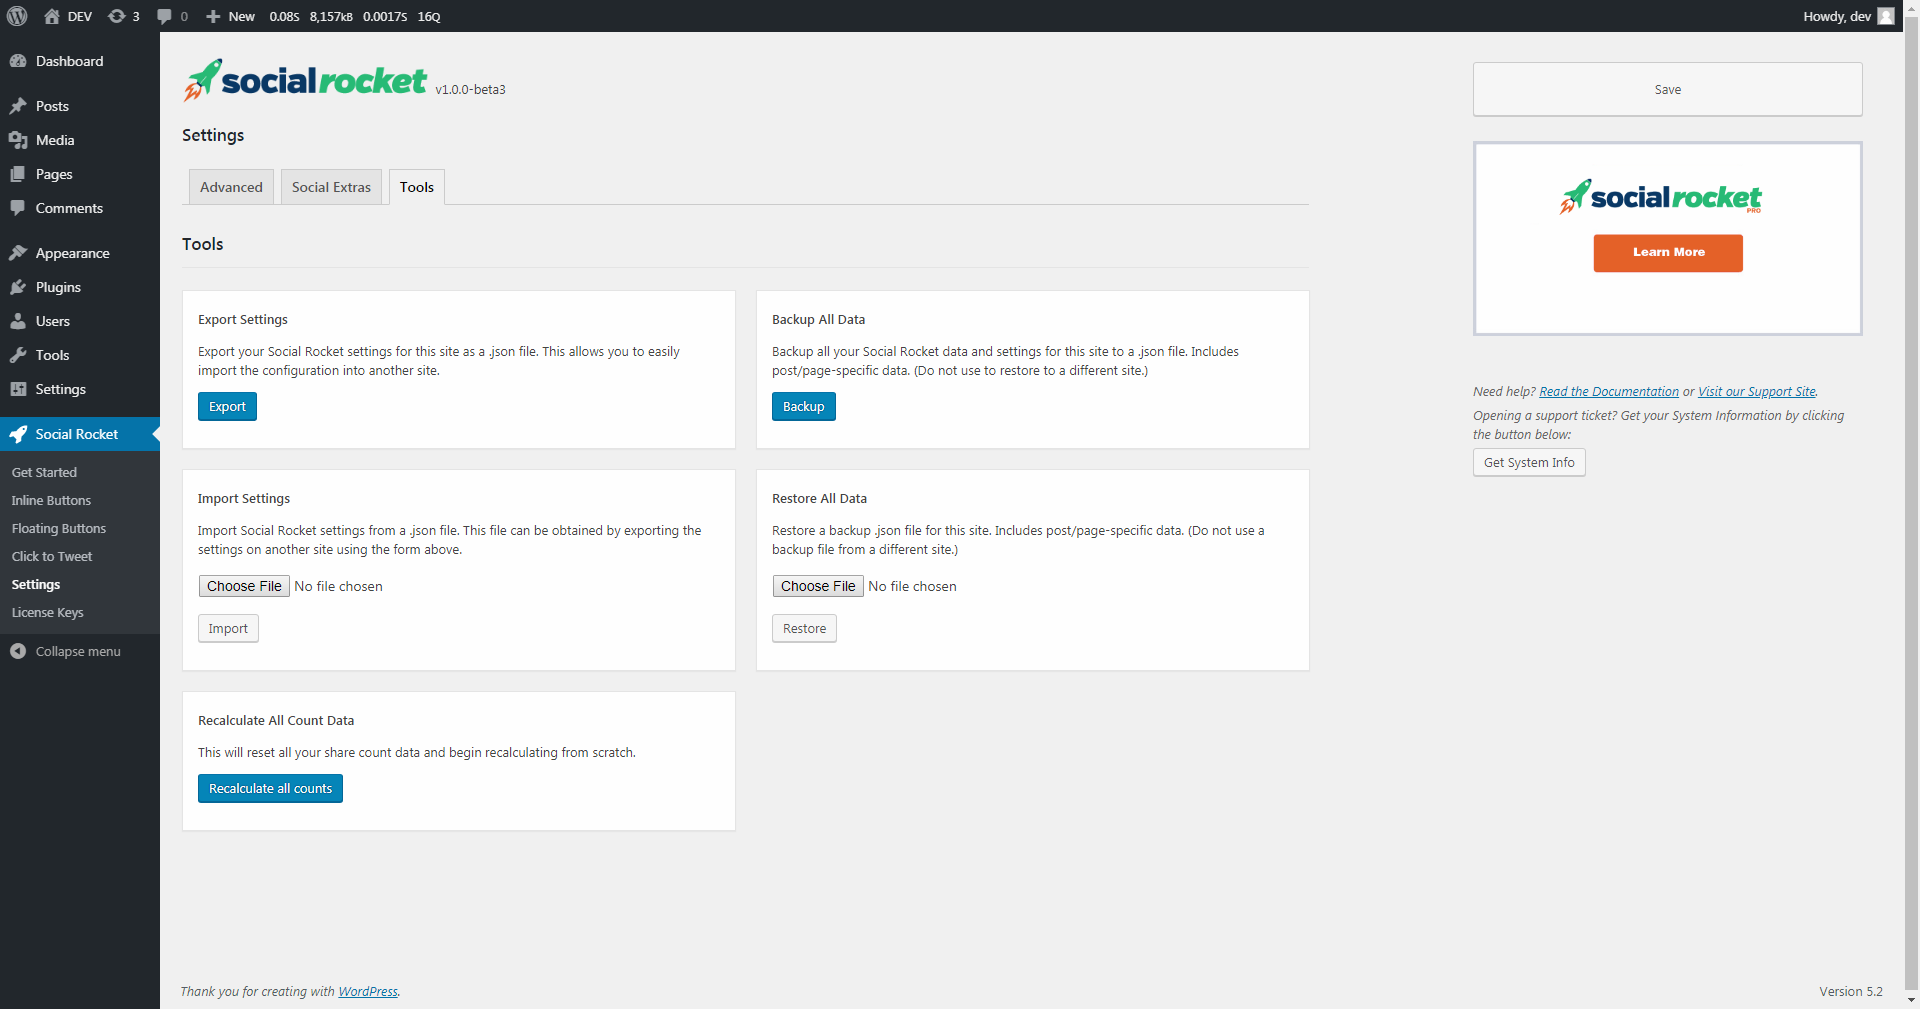 DEV 3 0 New 0.08s 8,157kB 0.0017s 16Q Howdy, dev
Dashboard
Posts
Media
Pages
Comments
Appearance
Plugins
Users
Tools
Settings
Social Rocket
Get Started
Inline Buttons
Floating Buttons
Click to Tweet
Settings
License Keys
Collapse menu
socialrocket v1.0.0-beta3
Settings
Advanced Social Extras Tools
Tools
Export Settings
Export your Social Rocket settings for this site as a .json file. This allows you to easily
import the configuration into another site.
Export
Backup All Data
Backup all your Social Rocket data and settings for this site to a .json file. Includes
post/page-specific data. (Do not use to restore to a different site.)
Backup
Import Settings
Import Social Rocket settings from a .json file. This file can be obtained by exporting the
settings on another site using the form above.
Choose File No file chosen
Import
Restore All Data
Restore a backup .json file for this site. Includes post/page-specific data. (Do not use a
backup file from a different site.)
Choose File No file chosen
Restore
Recalculate All Count Data
This will reset all your share count data and begin recalculating from scratch.
Recalculate all counts
Save
socialrocket PRO
Learn More
Need help? Read the Documentation or Visit our Support Site.
Opening a support ticket? Get your System Information by clicking
the button below:
Get System Info
Thank you for creating with WordPress.
Version 5.2